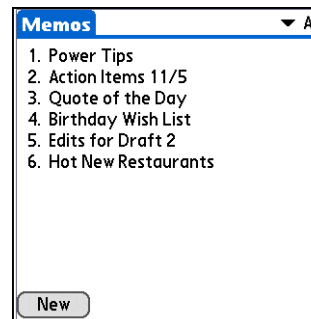 Memos
1. Power Tips
2. Action Items 11/5
3. Quote of the Day
4. Birthday Wish List
5. Edits for Draft 2
6. Hot New Restaurants
New